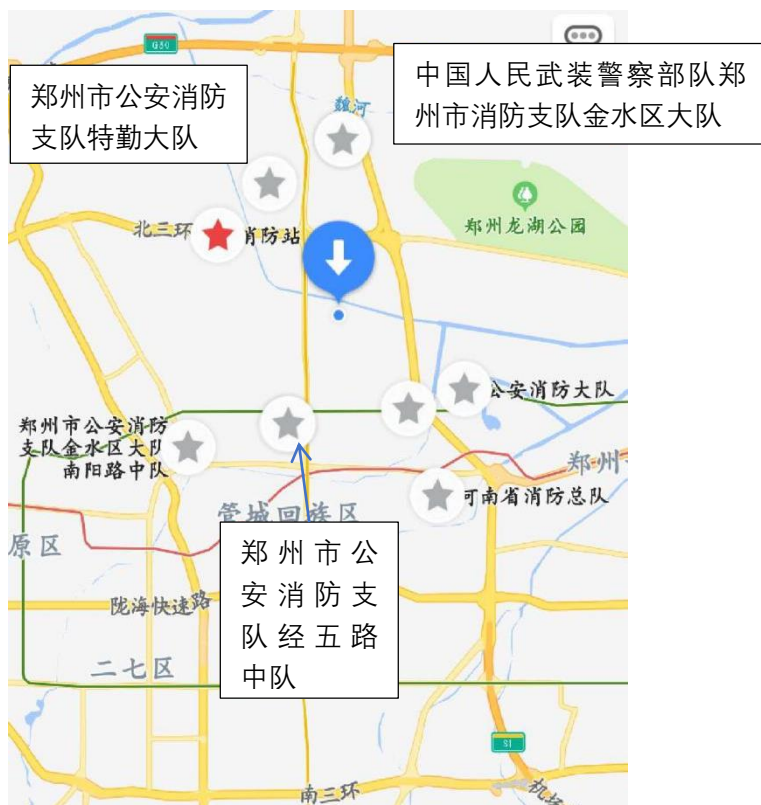 G30
郑州市公安消防
支队特勤大队
中国人民武装警察部队郑
州市消防支队金水区大队
魏河
郑州龙湖公园
北三环
消防站
公安消防大队
郑州市公安消防
支队金水区大队
南阳路中队
郑州
河南省消防总队
管城回族区
原区
郑州市公
安消防支
队经五路
中队
陇海快速路
二七区
S1
南三环
机场